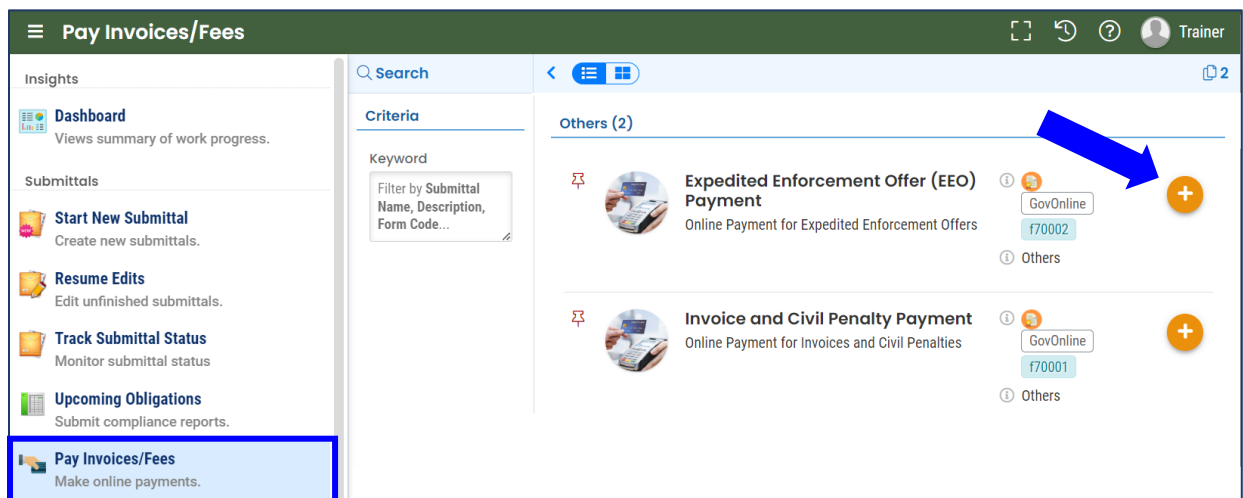 Pay Invoices/Fees
Trainer
Insights
Dashboard
Views summary of work progress.
Submittals
Start New Submittal
Create new submittals.
Resume Edits
Edit unfinished submittals.
Track Submittal Status
Monitor submittal status
Upcoming Obligations
Submit compliance reports.
Pay Invoices/Fees
Make online payments.
Search
Criteria
Keyword
Filter by Submittal
Name, Description,
Form Code...
2
Others (2)
Expedited Enforcement Offer (EEO)
Payment
Online Payment for Expedited Enforcement Offers
GovOnline
f70002
Others
Invoice and Civil Penalty Payment
Online Payment for Invoices and Civil Penalties
GovOnline
f70001
Others